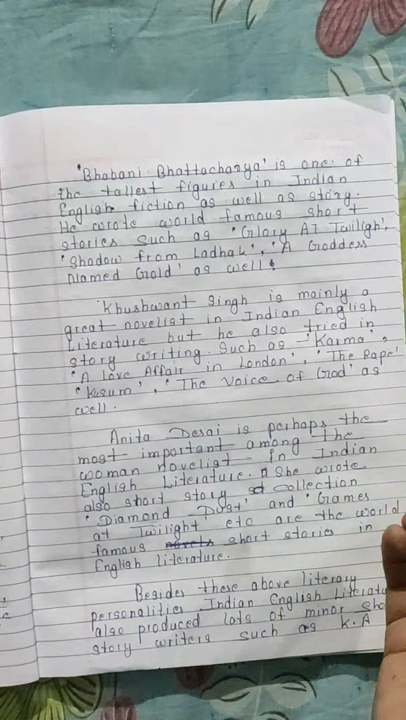 'Bhabani Bhattacharya' is one of
the tallest figures in Indian
English fiction as well as story.
He wrote world famous short
stories such as 'Glory AT Twiligh',
'Shadow from Ladhak', 'A Goddess
Named Gold' as well.
'Khushwant Singh is mainly a
great novelist in Indian English
Literature but he also tried in
story writing. Such as - 'Karma',
'A Love Affair in London', 'The Rape',
'Kusum', 'The Voice of God' as
well.
Anita Desai is perhaps the
most important among the
woman novelist in Indian
English Literature. She wrote
also short story collection
'Diamond Dust' and 'Games
at Twilight' etc are the world
famous novels short stories in
English literature.
Besides these above literary
personalities Indian English Literatu
also produced lots of minor sho
story writers such as K.A